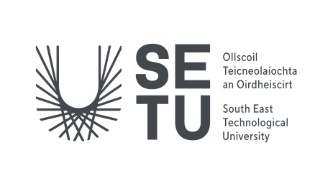 SE
TU
Ollscoil
Teicneolaíochta
an Oirdheiscirt
South East
Technological
University